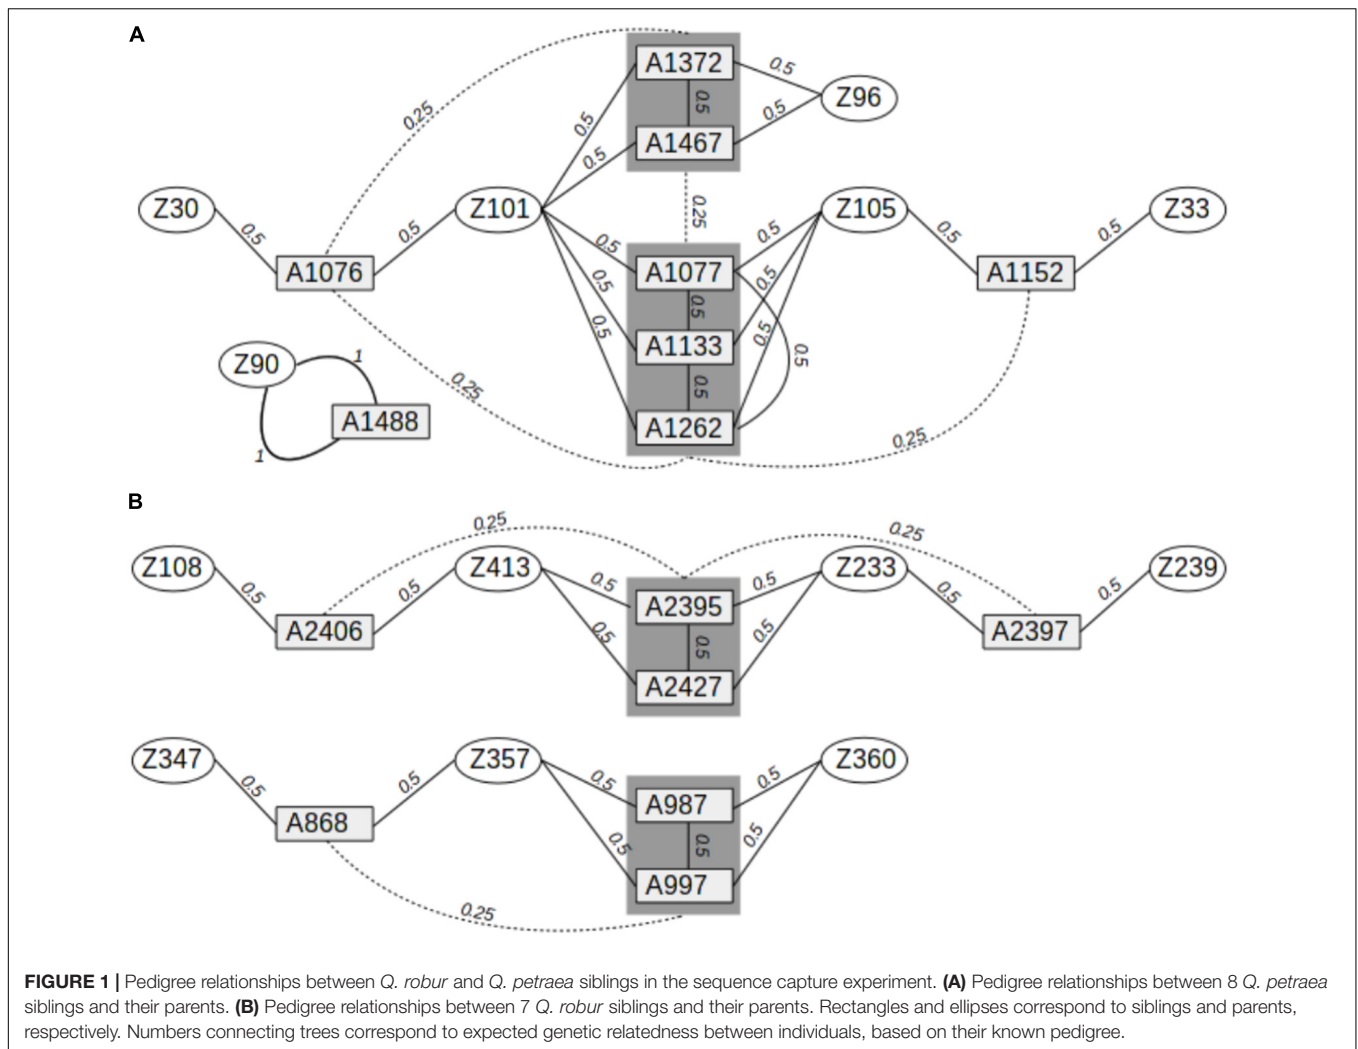 A
A1372
0.5
Z96
0.25
0.5
0.5
0.5
A1467
0.5
0.5
Z30
Z101
0.25
Z105
Z33
0.5
0.5
0.5
0.5
0.5
0.5
A1076
A1077
A1152
0.5
0.5
0.5
A1133
0.5
0.5
0.5
Z90
1
0.25
0.5
A1488
A1262
1
0.25
B
0.25
0.25
Z108
Z413
Z233
Z239
0.5
0.5
0.5
0.5
0.5
0.5
A2406
A2395
A2397
0.5
0.5
0.5
A2427
Z347
Z357
Z360
0.5
0.5
0.5
0.5
A868
A987
0.5
0.5
0.5
A997
0.25
FIGURE 1 | Pedigree relationships between Q. robur and Q. petraea siblings in the sequence capture experiment. (A) Pedigree relationships between 8 Q. petraea
siblings and their parents. (B) Pedigree relationships between 7 Q. robur siblings and their parents. Rectangles and ellipses correspond to siblings and parents,
respectively. Numbers connecting trees correspond to expected genetic relatedness between individuals, based on their known pedigree.